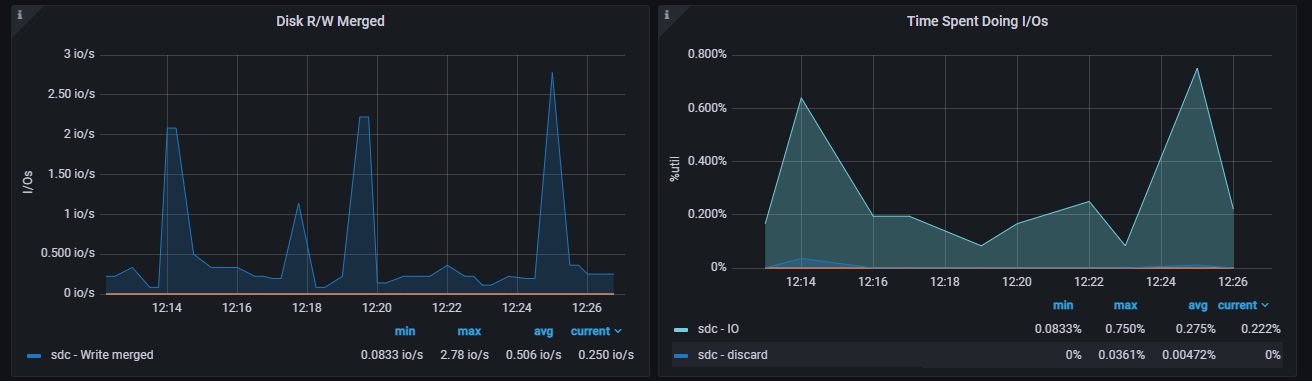 Disk R/W Merged
3 io/s
2.50 io/s
2 io/s
1.50 io/s
1 io/s
0.500 io/s
0 io/s
I/Os
12:14 12:16 12:18 12:20 12:22 12:24 12:26
min max avg current
sdc - Write merged 0.0833 io/s 2.78 io/s 0.506 io/s 0.250 io/s
Time Spent Doing I/Os
0.800%
0.600%
0.400%
0.200%
0%
%util
12:14 12:16 12:18 12:20 12:22 12:24 12:26
min max avg current
sdc - IO 0.0833% 0.750% 0.275% 0.222%
sdc - discard 0% 0.0361% 0.00472% 0%